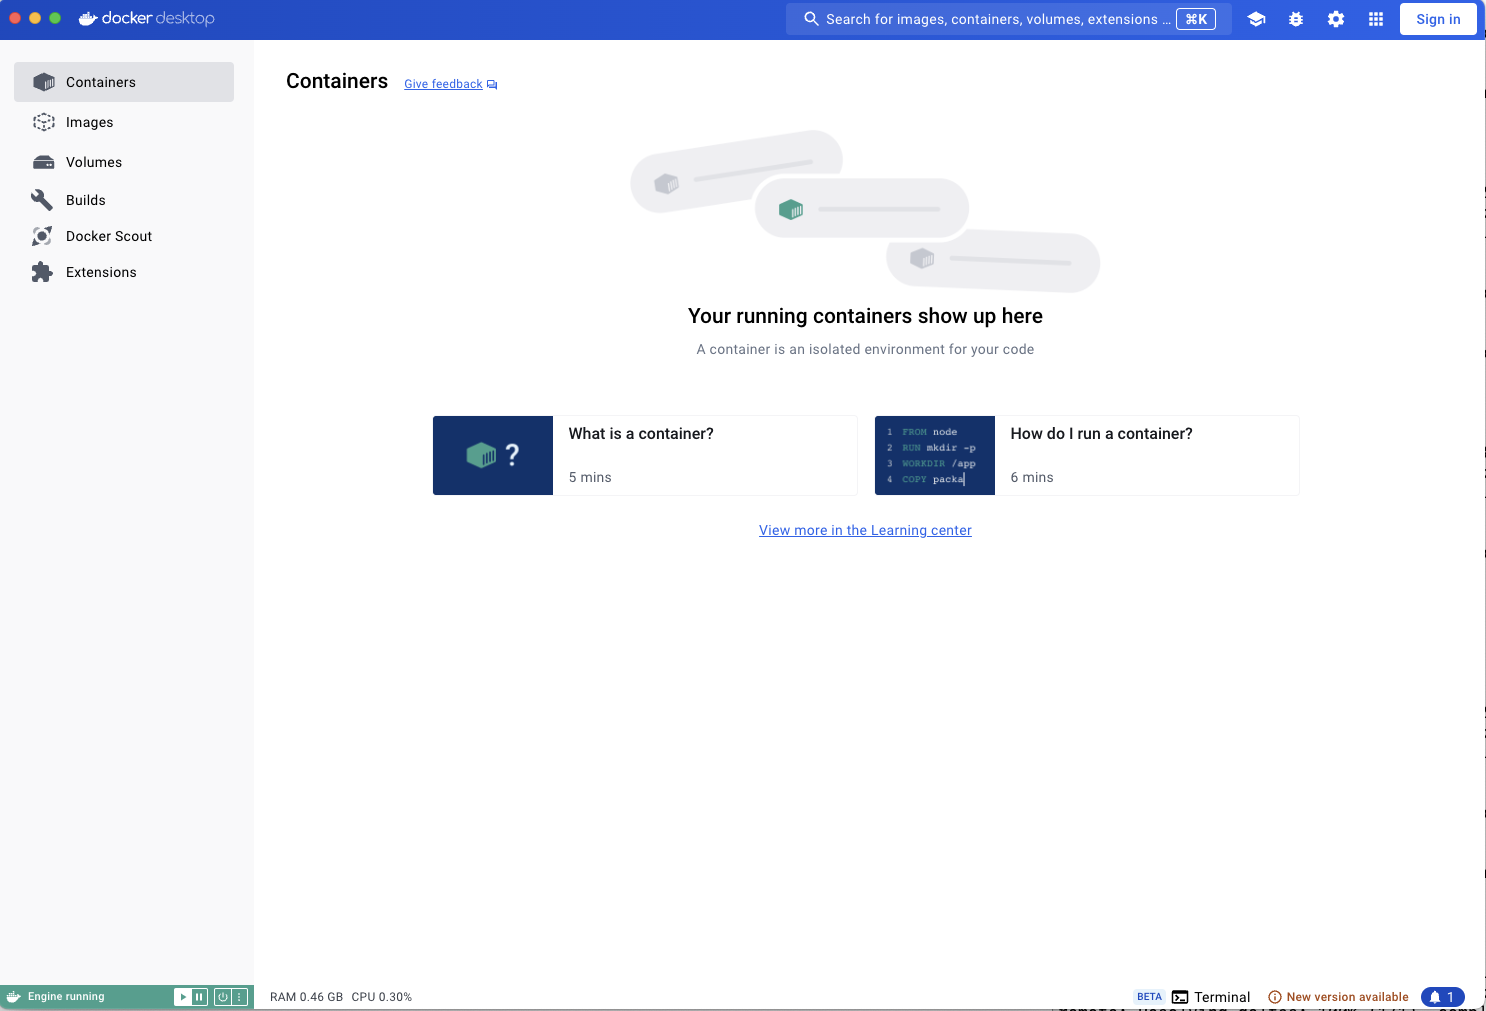 docker desktop
Search for images, containers, volumes, extensions ...
⌘K
Sign in
Containers
Images
Volumes
Builds
Docker Scout
Extensions
Containers
Give feedback
Your running containers show up here
A container is an isolated environment for your code
?
What is a container?
5 mins
1 FROM node
2 RUN mkdir -p
3 WORKDIR /app
4 COPY packa
How do I run a container?
6 mins
View more in the Learning center
Engine running
RAM 0.46 GB CPU 0.30%
BETA
Terminal
New version available
1